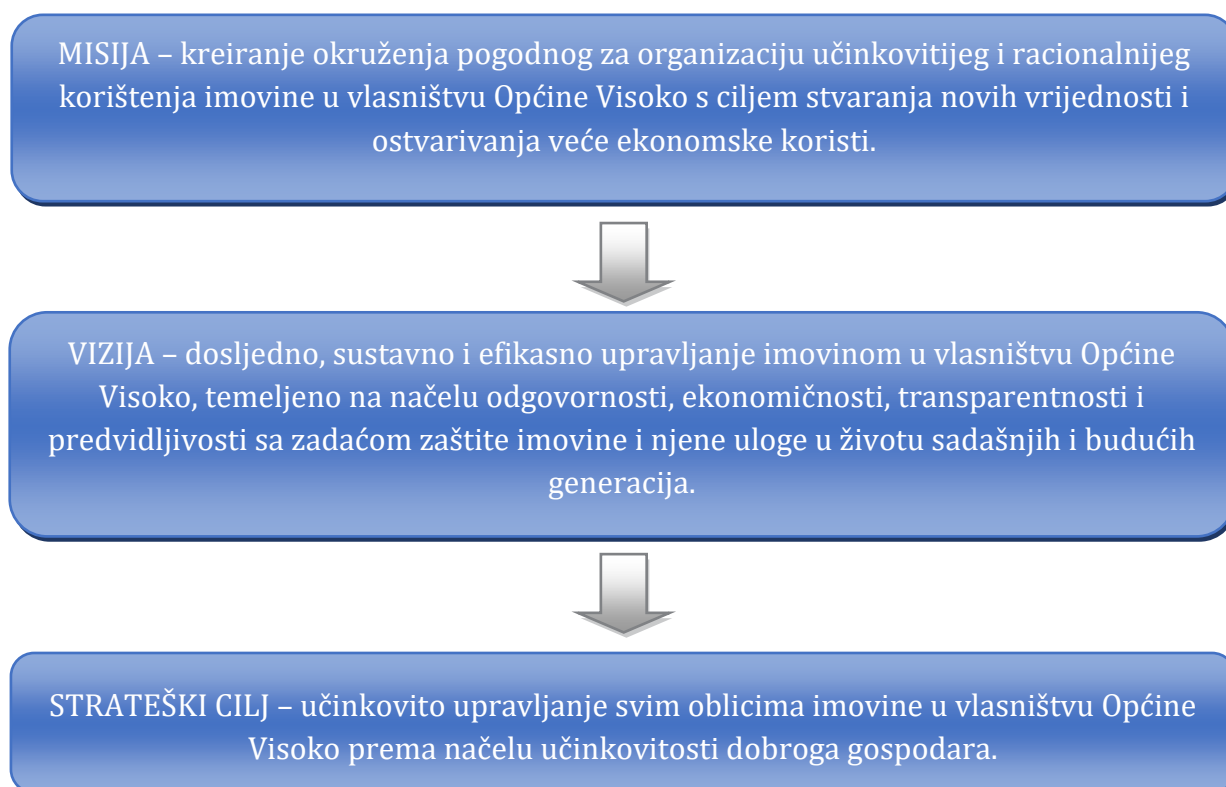 MISIJA – kreiranje okruženja pogodnog za organizaciju učinkovitijeg i racionalnijeg
korištenja imovine u vlasništvu Općine Visoko s ciljem stvaranja novih vrijednosti i
ostvarivanja veće ekonomske koristi.
VIZIJA – dosljedno, sustavno i efikasno upravljanje imovinom u vlasništvu Općine
Visoko, temeljeno na načelu odgovornosti, ekonomičnosti, transparentnosti i
predvidljivosti sa zadaćom zaštite imovine i njene uloge u životu sadašnjih i budućih
generacija.
STRATEŠKI CILJ – učinkovito upravljanje svim oblicima imovine u vlasništvu Općine
Visoko prema načelu učinkovitosti dobroga gospodara.